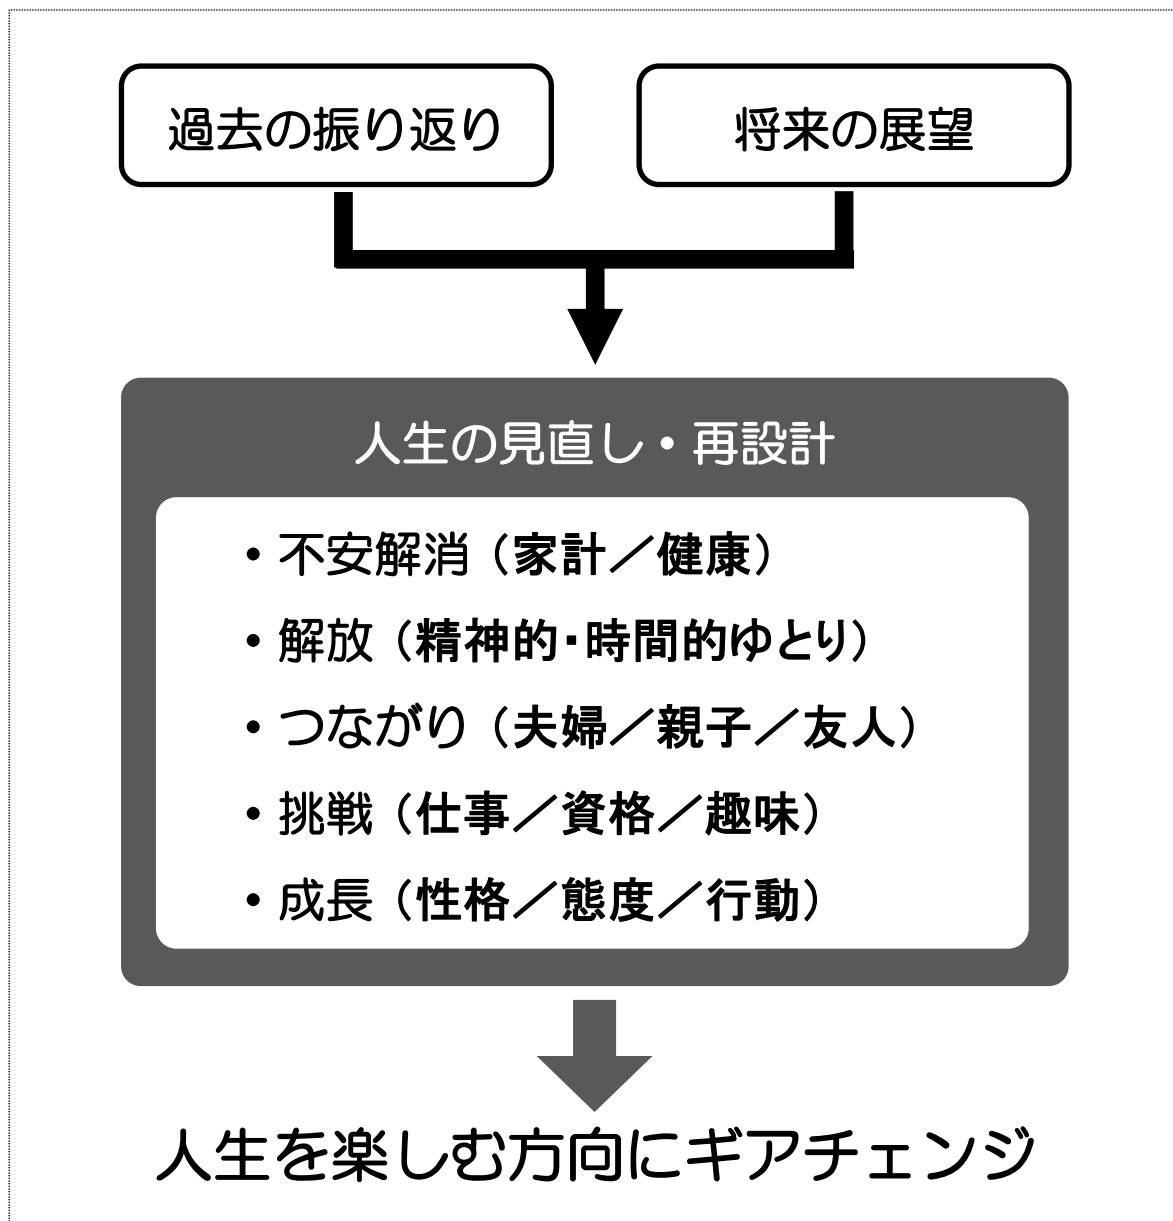 過去の振り返り
将来の展望
人生の見直し・再設計
・不安解消（家計／健康）
・解放（精神的・時間的ゆとり）
・つながり（夫婦／親子／友人）
・挑戦（仕事／資格／趣味）
・成長（性格／態度／行動）
人生を楽しむ方向にギアチェンジ